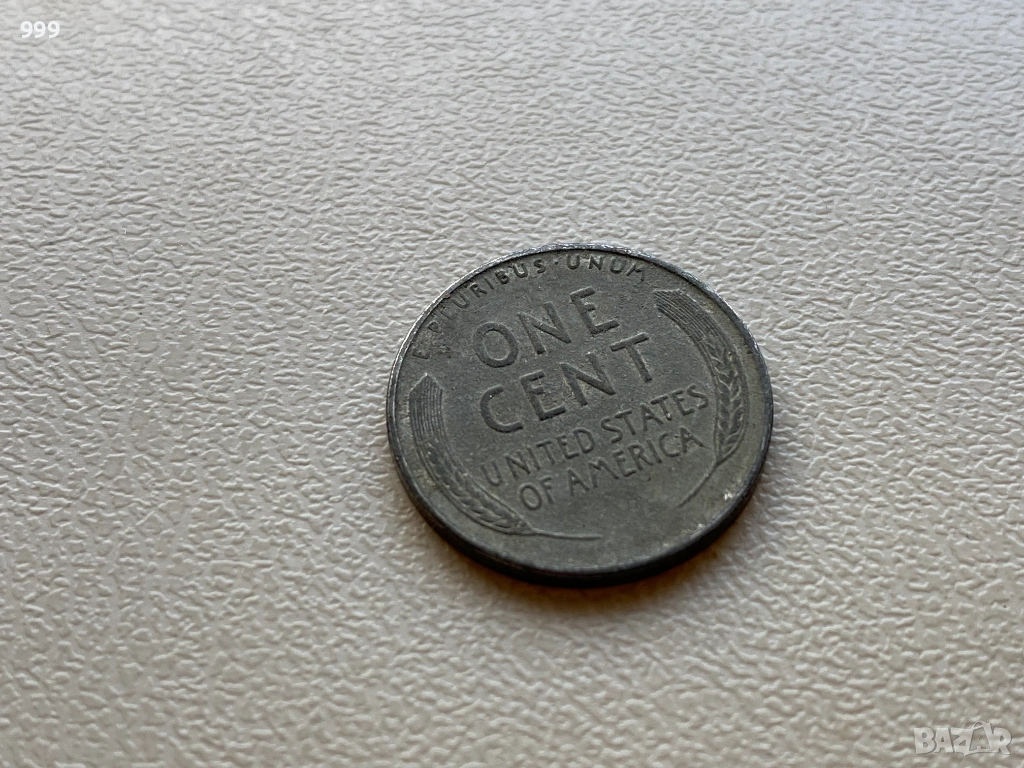 999
E · PLURIBUS · UNUM
ONE
CENT
UNITED STATES
OF AMERICA
BAZAR